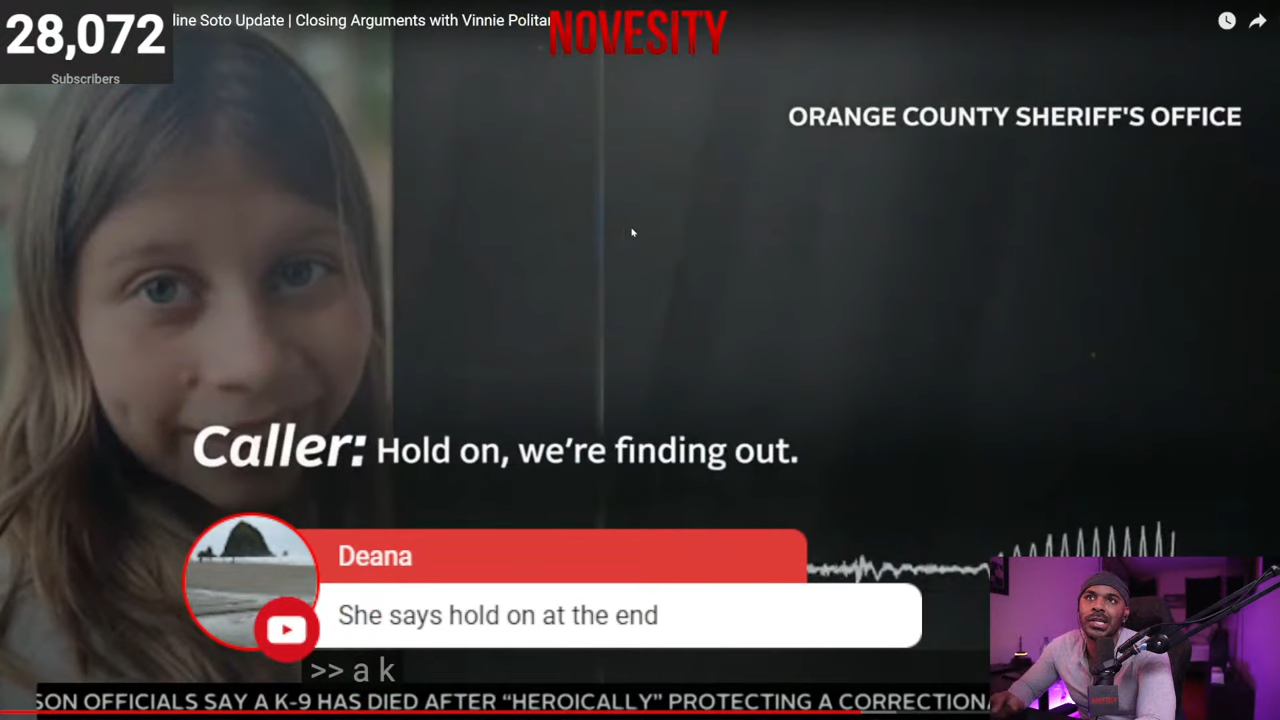 28,072
Subscribers
line Soto Update | Closing Arguments with Vinnie Politan
NOVESITY
ORANGE COUNTY SHERIFF'S OFFICE
Caller: Hold on, we're finding out.
Deana
She says hold on at the end
>> a k
SON OFFICIALS SAY A K-9 HAS DIED AFTER “HEROICALLY” PROTECTING A CORRECTION